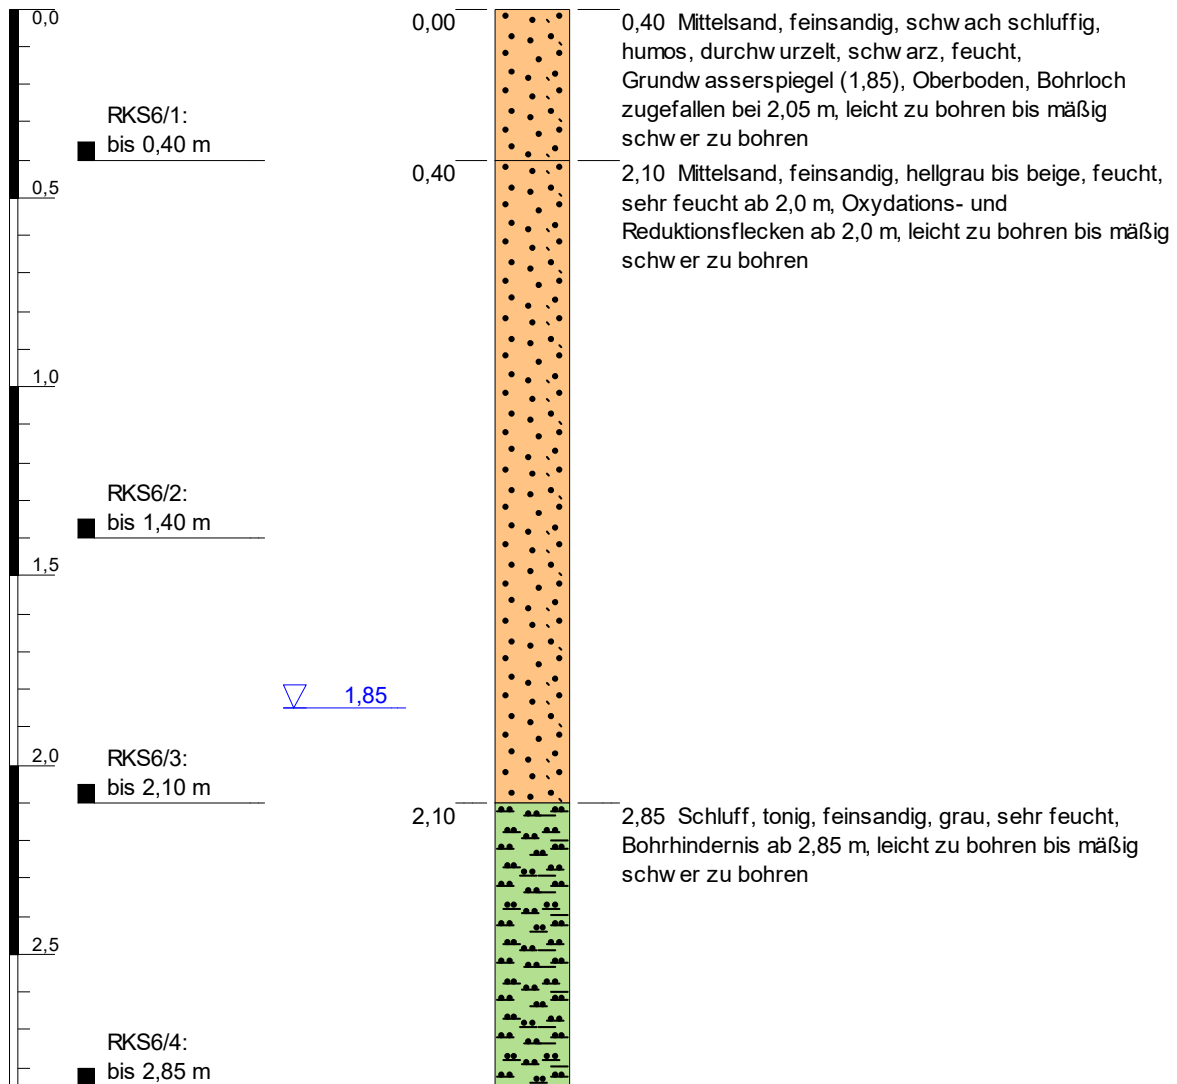 0,0
0,00
0,40 Mittelsand, feinsandig, schwach schluffig,
humos, durchwurzelt, schwarz, feucht,
Grundwasserspiegel (1,85), Oberboden, Bohrloch
zugefallen bei 2,05 m, leicht zu bohren bis mäßig
schwer zu bohren
RKS6/1:
bis 0,40 m
0,40
2,10 Mittelsand, feinsandig, hellgrau bis beige, feucht,
sehr feucht ab 2,0 m, Oxydations- und
Reduktionsflecken ab 2,0 m, leicht zu bohren bis mäßig
schwer zu bohren
0,5
1,0
RKS6/2:
bis 1,40 m
1,5
1,85
2,0
RKS6/3:
bis 2,10 m
2,10
2,85 Schluff, tonig, feinsandig, grau, sehr feucht,
Bohrhindernis ab 2,85 m, leicht zu bohren bis mäßig
schwer zu bohren
2,5
RKS6/4:
bis 2,85 m